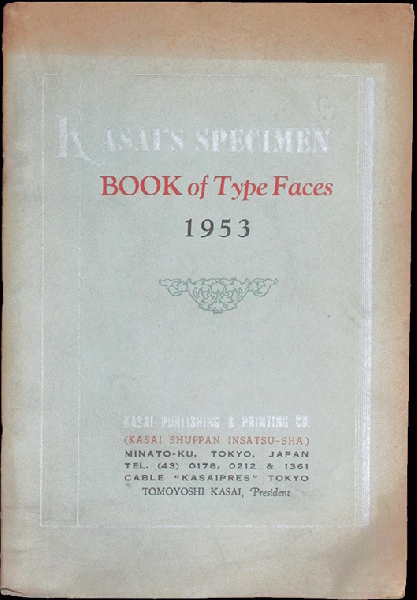 KASAI'S SPECIMEN
BOOK of Type Faces
1953
KASAI PUBLISHING & PRINTING CO.
(KASAI SHUPPAN INSATSU-SHA)
MINATO-KU, TOKYO, JAPAN
TEL. (43) 0178, 0212 & 1361
CABLE "KASAIPRES" TOKYO
TOMOYOSHI KASAI, President